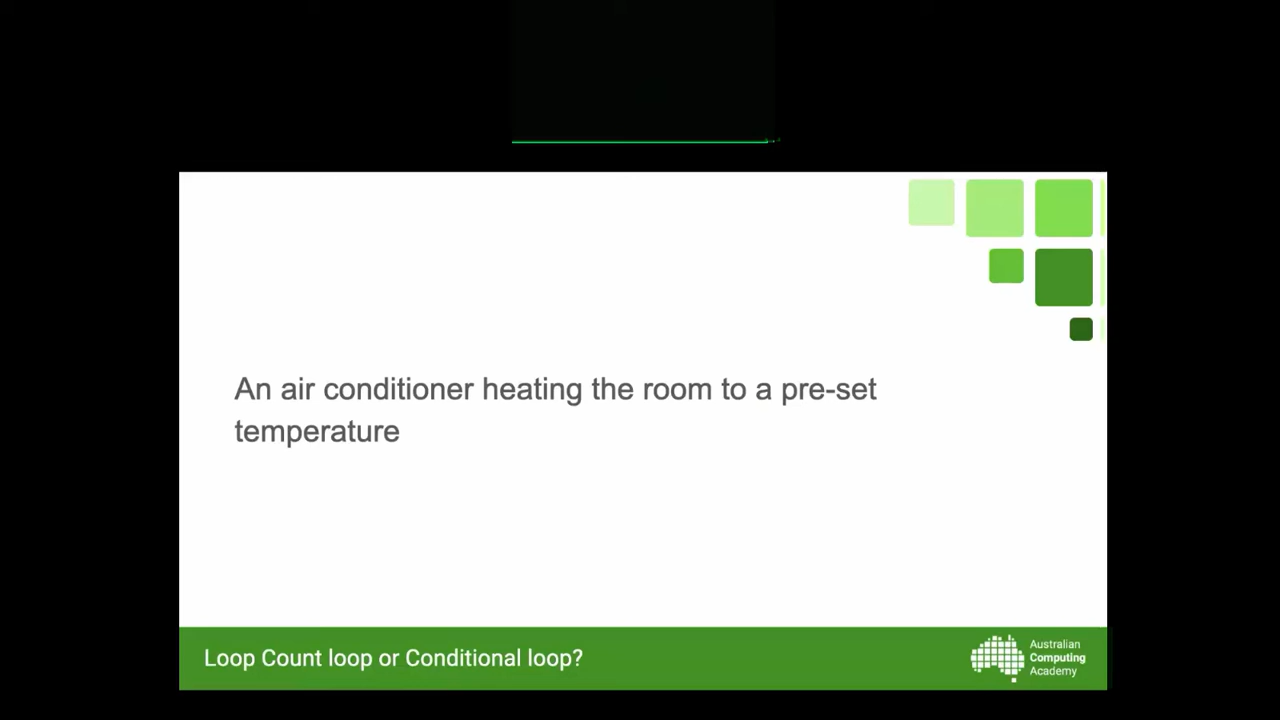 An air conditioner heating the room to a pre-set
temperature
Loop Count loop or Conditional loop?
Australian
Computing
Academy